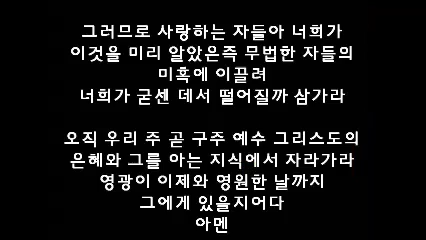 그러므로 사랑하는 자들아 너희가
이것을 미리 알았은즉 무법한 자들의
미혹에 이끌려
너희가 굳센 데서 떨어질까 삼가라
오직 우리 주 곧 구주 예수 그리스도의
은혜와 그를 아는 지식에서 자라가라
영광이 이제와 영원한 날까지
그에게 있을지어다
아멘